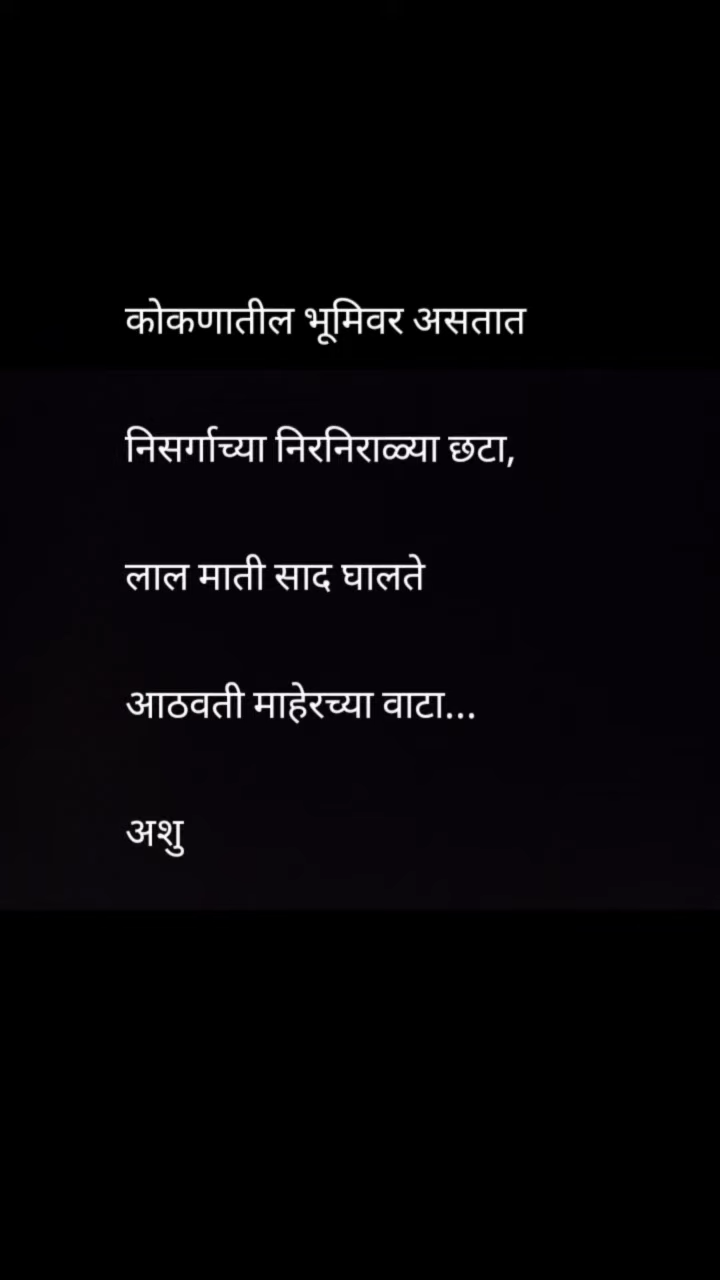 कोकणातील भूमिवर असतात
निसर्गाच्या निरनिराळ्या छटा,
लाल माती साद घालते
आठवती माहेरच्या वाटा...
अशु